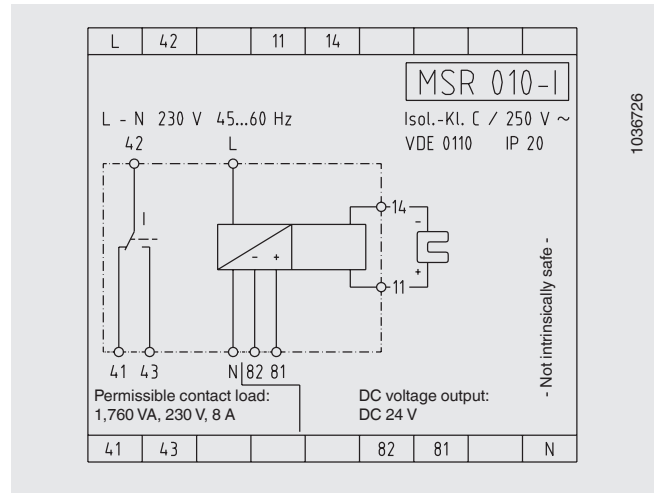 L 42 11 14
MSR 010-I
L - N 230 V 45...60 Hz
Isol.-Kl. C / 250 V ~
VDE 0110 IP 20
42 L
I
14
-
- +
+
11
41 43 N 82 81
Permissible contact load:
1,760 VA, 230 V, 8 A
DC voltage output:
DC 24 V
- Not intrinsically safe -
41 43 82 81 N
1036726